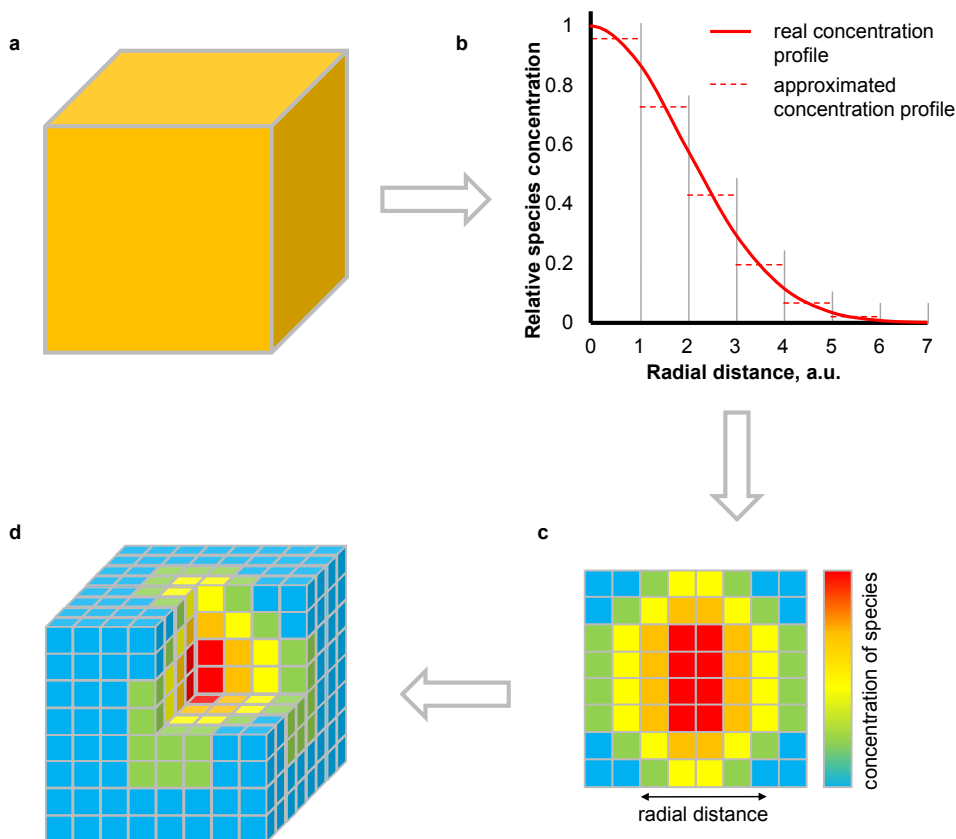 a
b
1
0.8
0.6
0.4
0.2
0
Relative species concentration
real concentration
profile
approximated
concentration profile
0 1 2 3 4 5 6 7
Radial distance, a.u.
d
c
concentration of species
radial distance